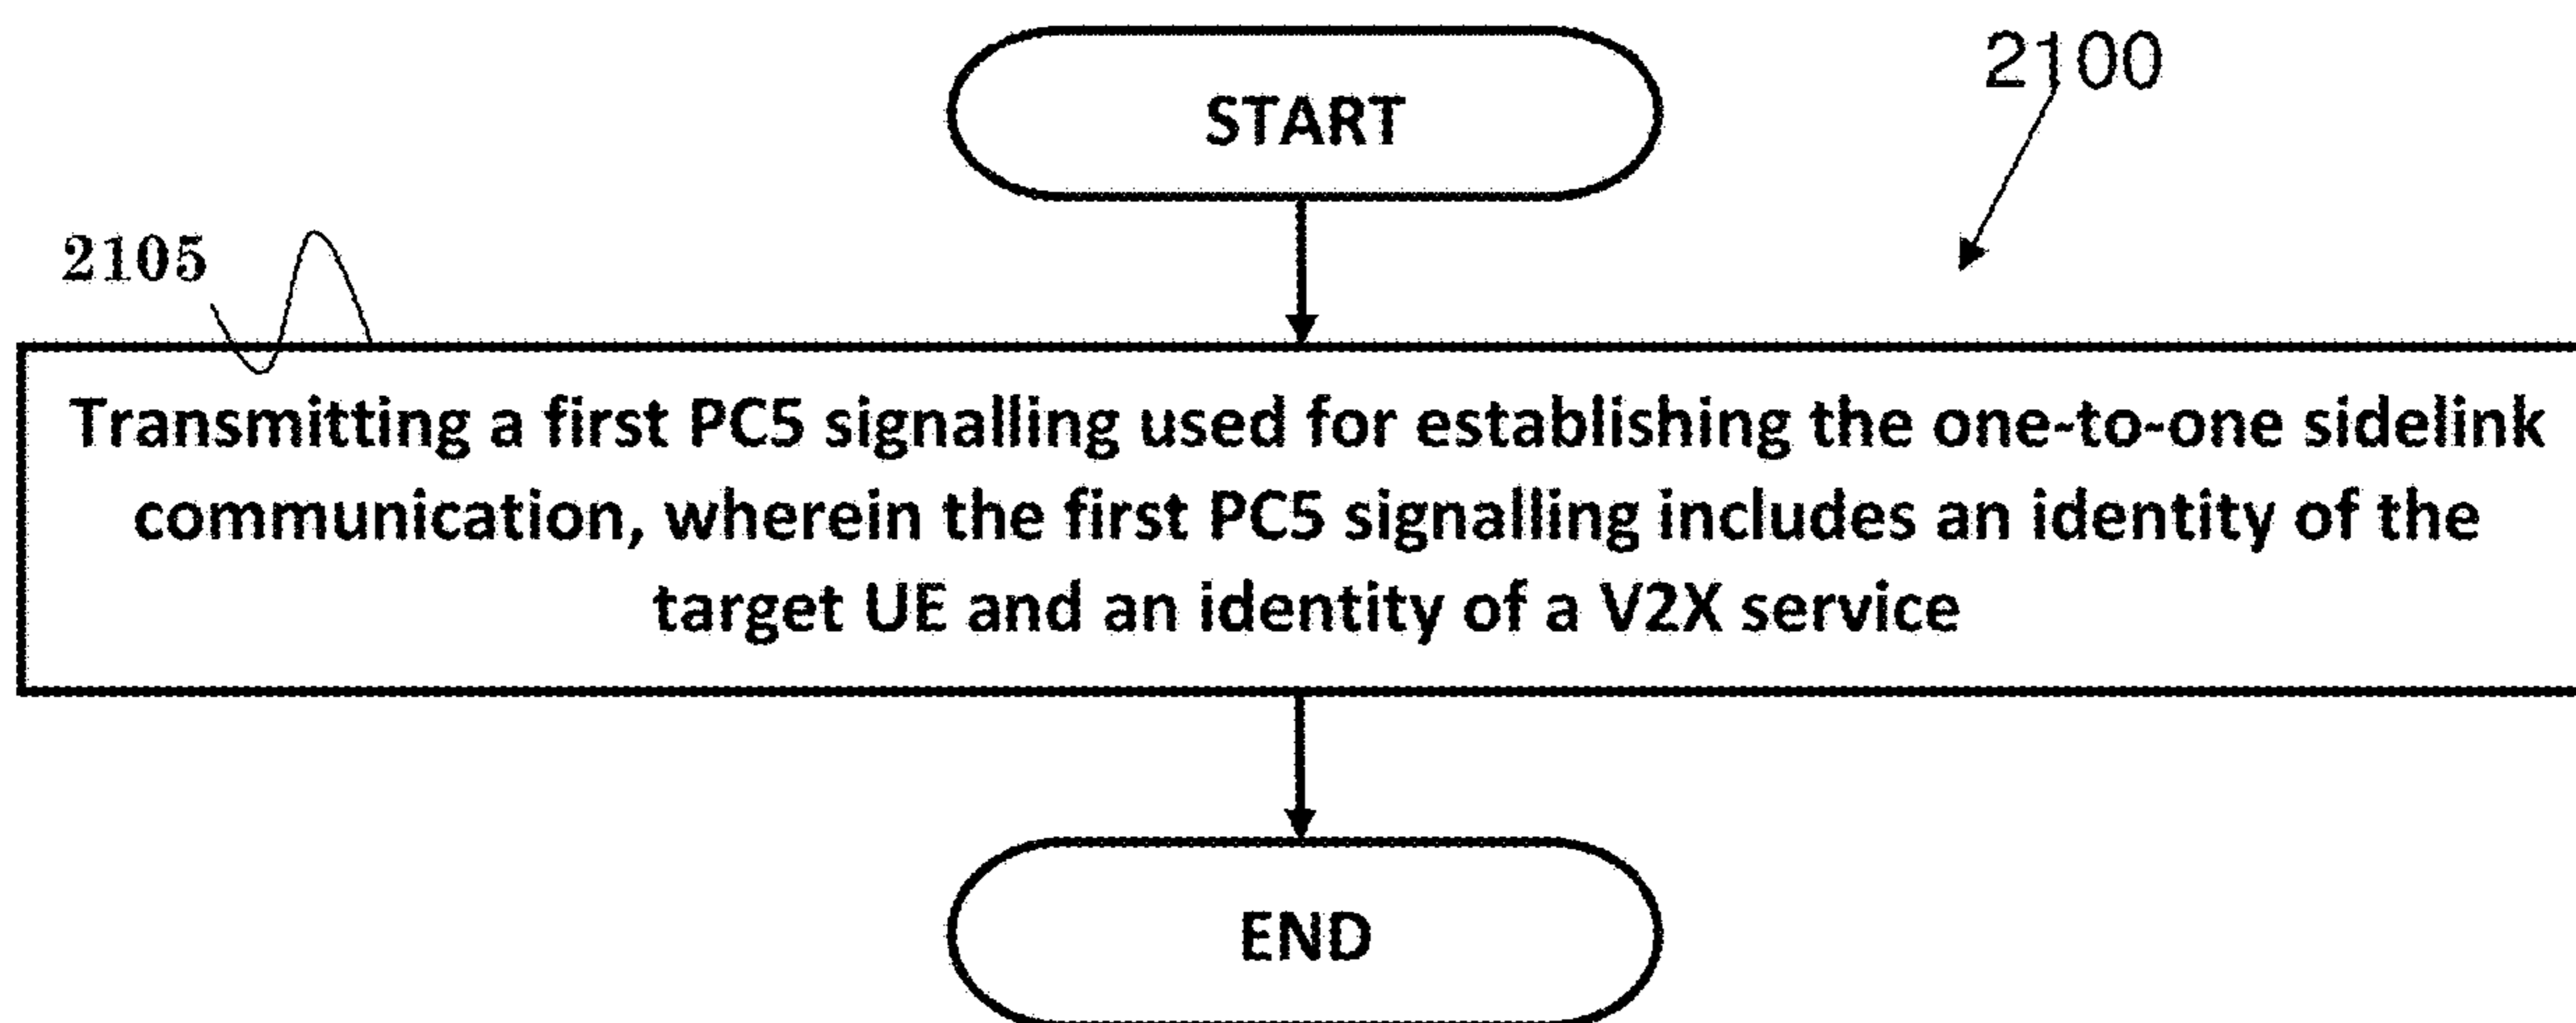 START
2100
2105
Transmitting a first PC5 signalling used for establishing the one-to-one sidelink
communication, wherein the first PC5 signalling includes an identity of the
target UE and an identity of a V2X service
END